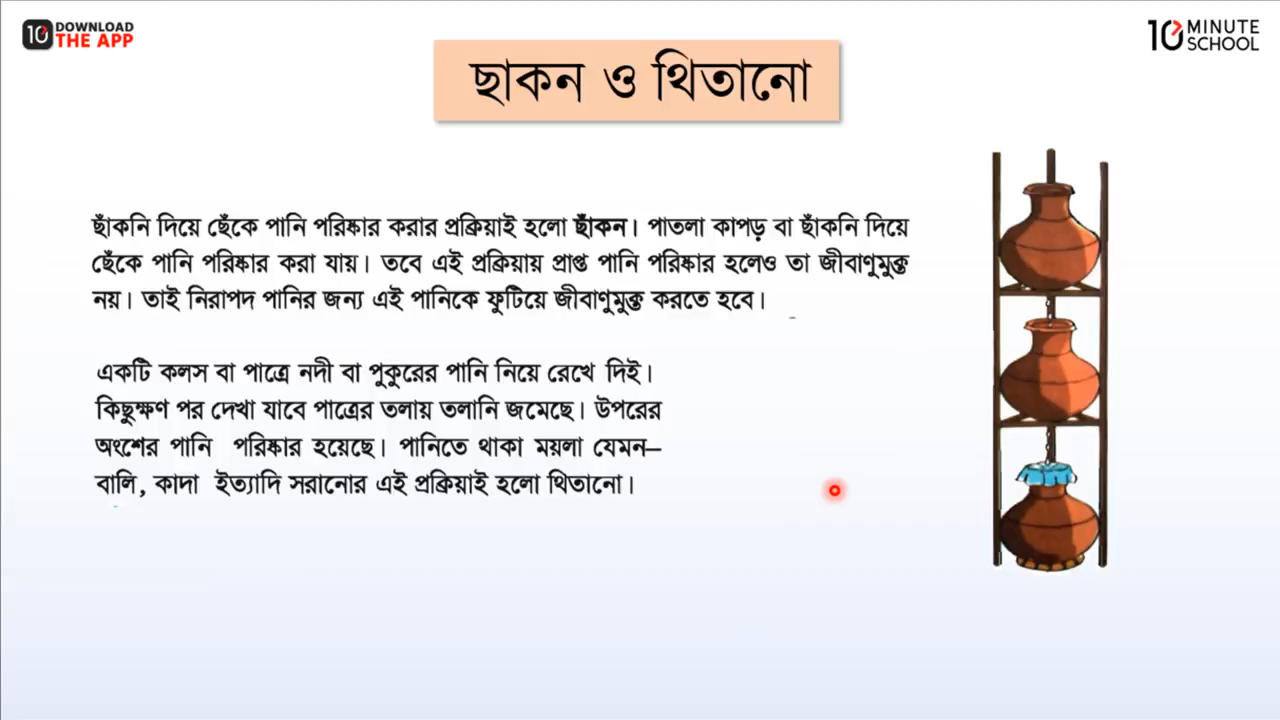 DOWNLOAD
THE APP
10 MINUTE
SCHOOL
ছাকন ও থিতানো
ছাঁকনি দিয়ে ছেঁকে পানি পরিষ্কার করার প্রক্রিয়াই হলো ছাঁকন। পাতলা কাপড় বা ছাঁকনি দিয়ে
ছেঁকে পানি পরিষ্কার করা যায়। তবে এই প্রক্রিয়ায় প্রাপ্ত পানি পরিষ্কার হলেও তা জীবাণুমুক্ত
নয়। তাই নিরাপদ পানির জন্য এই পানিকে ফুটিয়ে জীবাণুমুক্ত করতে হবে।
একটি কলস বা পাত্রে নদী বা পুকুরের পানি নিয়ে রেখে দিই।
কিছুক্ষণ পর দেখা যাবে পাত্রের তলায় তলানি জমেছে। উপরের
অংশের পানি পরিষ্কার হয়েছে। পানিতে থাকা ময়লা যেমন–
বালি, কাদা ইত্যাদি সরানোর এই প্রক্রিয়াই হলো থিতানো।